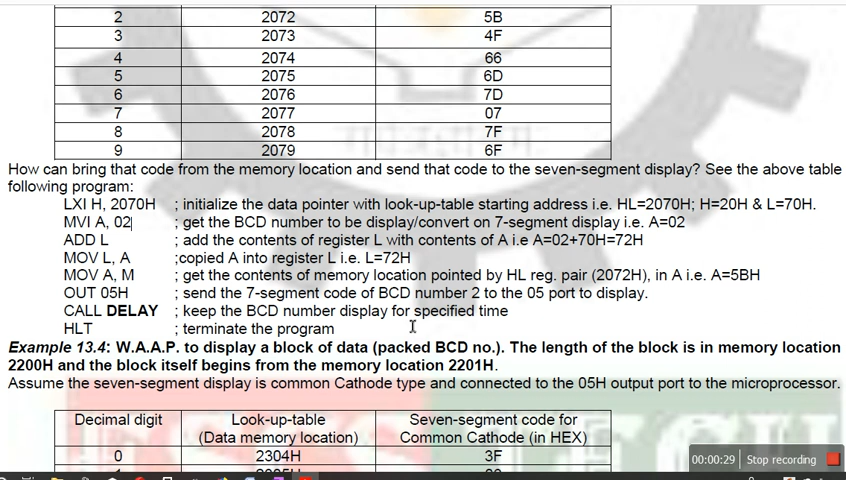 2 2072 5B
3 2073 4F
4 2074 66
5 2075 6D
6 2076 7D
7 2077 07
8 2078 7F
9 2079 6F
How can bring that code from the memory location and send that code to the seven-segment display? See the above table
following program:
LXI H, 2070H ; initialize the data pointer with look-up-table starting address i.e. HL=2070H; H=20H & L=70H.
MVI A, 02 ; get the BCD number to be display/convert on 7-segment display i.e. A=02
ADD L ; add the contents of register L with contents of A i.e A=02+70H=72H
MOV L, A ;copied A into register L i.e. L=72H
MOV A, M ; get the contents of memory location pointed by HL reg. pair (2072H), in A i.e. A=5BH
OUT 05H ; send the 7-segment code of BCD number 2 to the 05 port to display.
CALL DELAY ; keep the BCD number display for specified time
HLT ; terminate the program
Example 13.4: W.A.A.P. to display a block of data (packed BCD no.). The length of the block is in memory location
2200H and the block itself begins from the memory location 2201H.
Assume the seven-segment display is common Cathode type and connected to the 05H output port to the microprocessor.
Decimal digit Look-up-table Seven-segment code for
(Data memory location) Common Cathode (in HEX)
0 2304H 3F
00:00:29 Stop recording